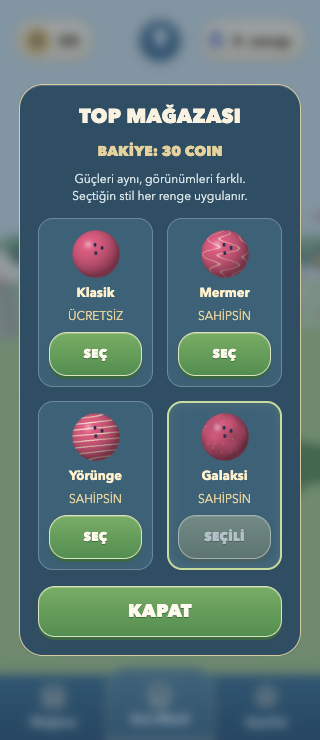 TOP MAĞAZASI
BAKİYE: 30 COIN
Güçleri aynı, görünümleri farklı.
Seçtiğin stil her renge uygulanır.
Klasik
ÜCRETSİZ
SEÇ
Mermer
SAHİPSİN
SEÇ
Yörünge
SAHİPSİN
SEÇ
Galaksi
SAHİPSİN
SEÇİLİ
KAPAT